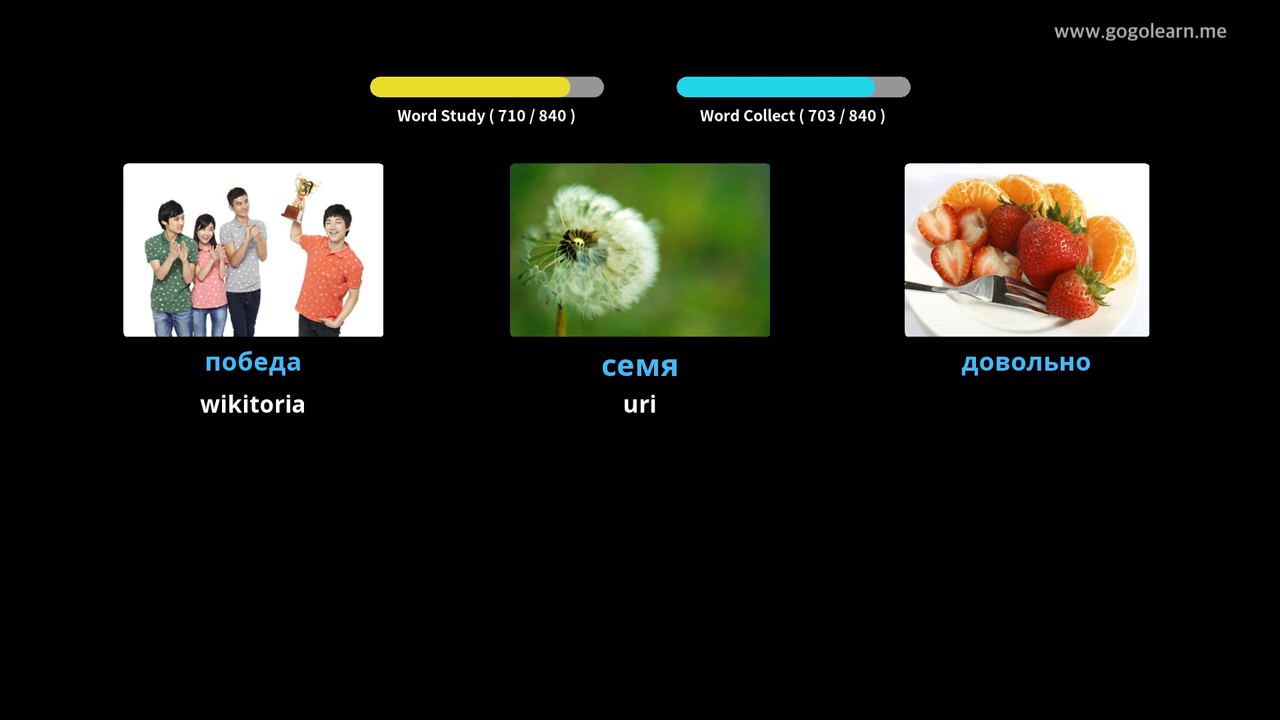 www.gogolearn.me
Word Study ( 710 / 840 )
Word Collect ( 703 / 840 )
победа
семя
довольно
wikitoria
uri